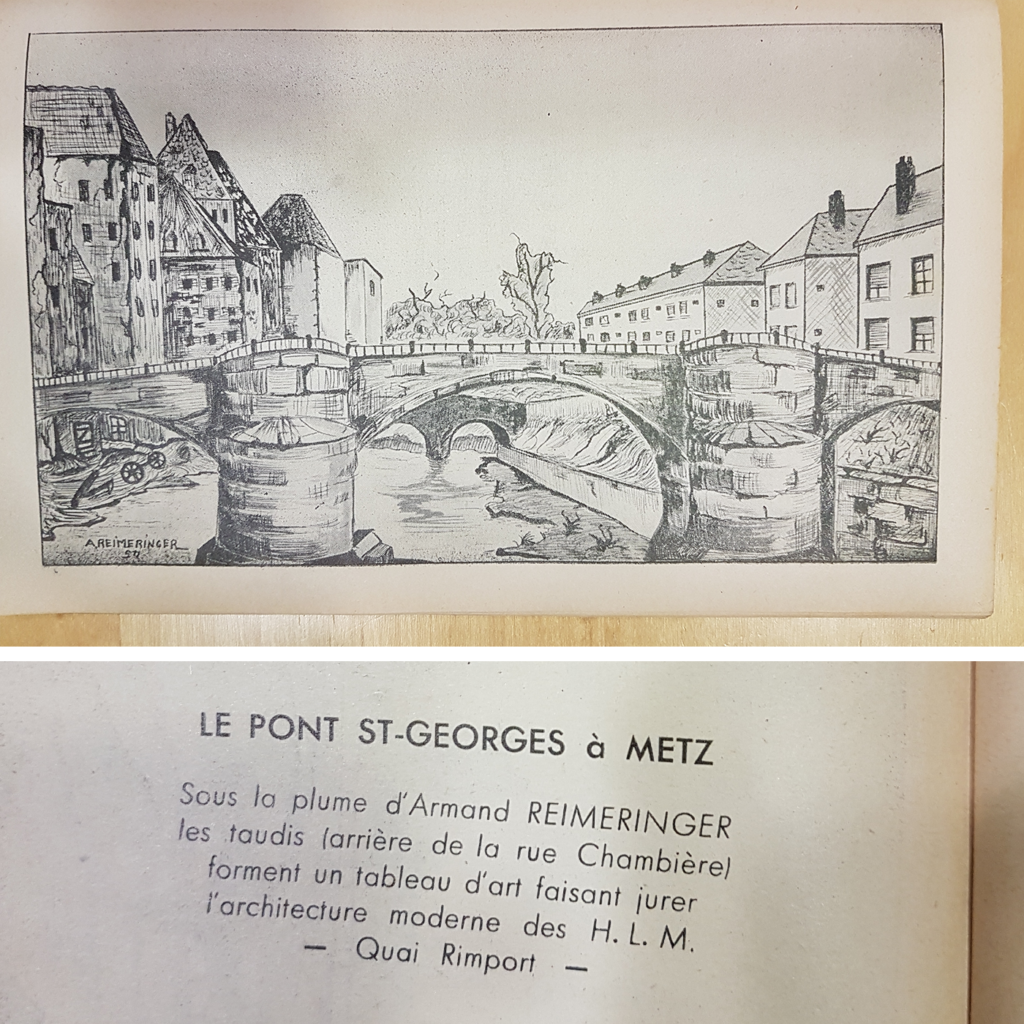 A.REIMERINGER
LE PONT ST-GEORGES à METZ
Sous la plume d'Armand REIMERINGER
les taudis (arrière de la rue Chambière)
forment un tableau d'art faisant jurer
l'architecture moderne des H. L. M.
— Quai Rimport —